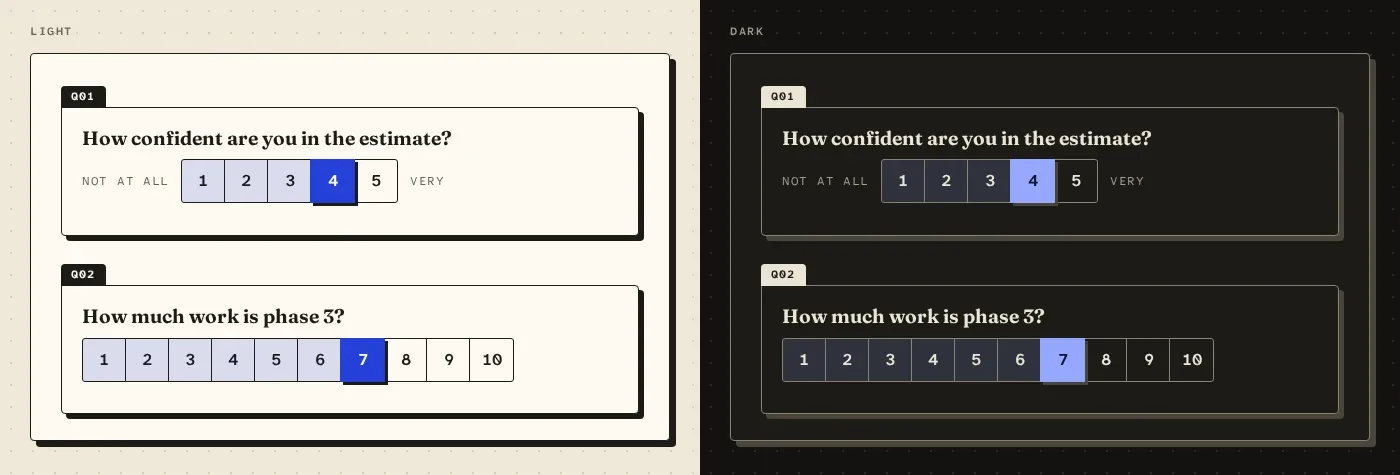 LIGHT
Q01
How confident are you in the estimate?
NOT AT ALL 1 2 3 4 5 VERY
Q02
How much work is phase 3?
1 2 3 4 5 6 7 8 9 10
DARK
Q01
How confident are you in the estimate?
NOT AT ALL 1 2 3 4 5 VERY
Q02
How much work is phase 3?
1 2 3 4 5 6 7 8 9 10